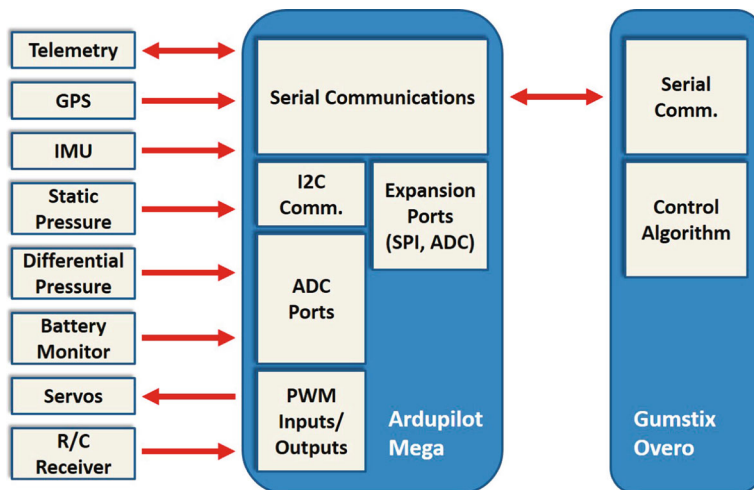 Telemetry
GPS
IMU
Static
Pressure
Differential
Pressure
Battery
Monitor
Servos
R/C
Receiver
Serial Communications
I2C
Comm.
Expansion
Ports
(SPI, ADC)
ADC
Ports
PWM
Inputs/
Outputs
Ardupilot
Mega
Serial
Comm.
Control
Algorithm
Gumstix
Overo